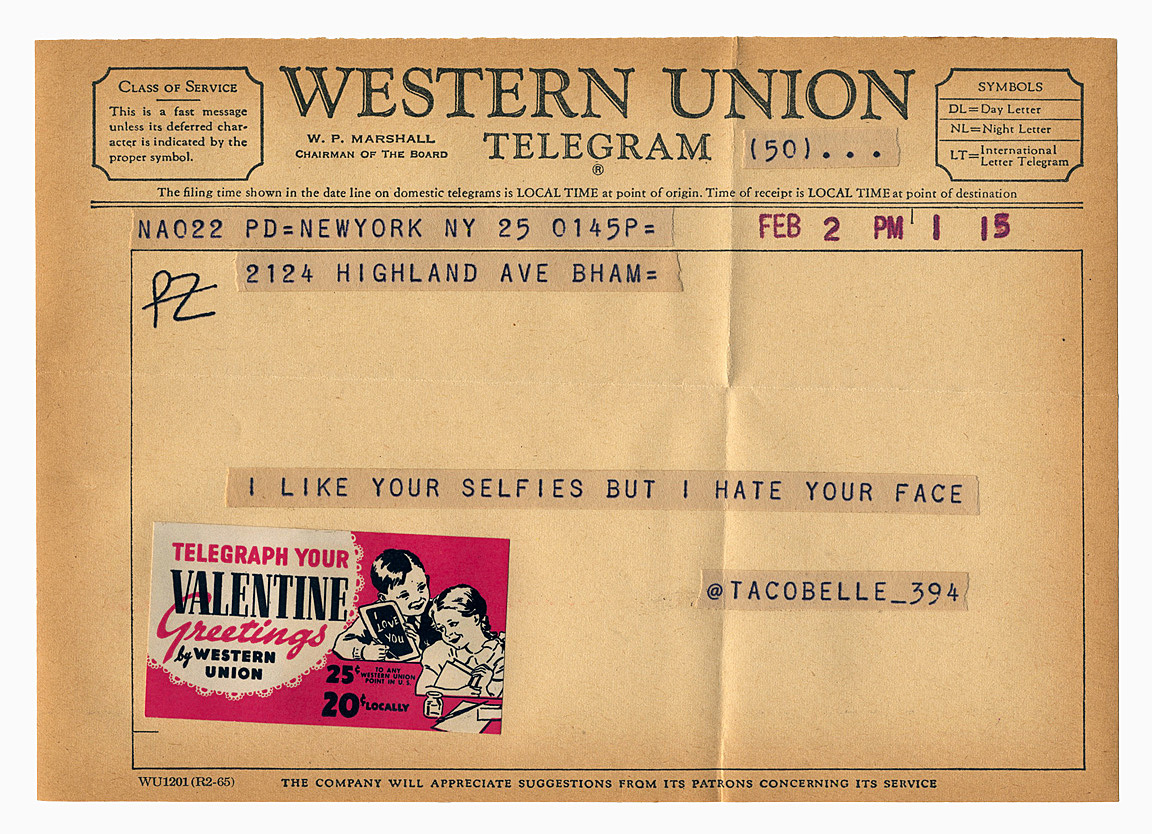 CLASS OF SERVICE
This is a fast message
unless its deferred char-
acter is indicated by the
proper symbol.
WESTERN UNION
TELEGRAM
®
W. P. MARSHALL
CHAIRMAN OF THE BOARD
(50)...
SYMBOLS
DL=Day Letter
NL=Night Letter
LT=International
Letter Telegram
The filing time shown in the date line on domestic telegrams is LOCAL TIME at point of origin. Time of receipt is LOCAL TIME at point of destination
NA022 PD=NEWYORK NY 25 0145P=
FEB 2 PM 1 15
PZ
2124 HIGHLAND AVE BHAM=
I LIKE YOUR SELFIES BUT I HATE YOUR FACE
@TACOBELLE_394
TELEGRAPH YOUR
VALENTINE
Greetings
by WESTERN
UNION
I
LOVE
YOU
25¢ TO ANY
WESTERN UNION
POINT IN U. S.
20¢ LOCALLY
WU1201 (R2-65)
THE COMPANY WILL APPRECIATE SUGGESTIONS FROM ITS PATRONS CONCERNING ITS SERVICE